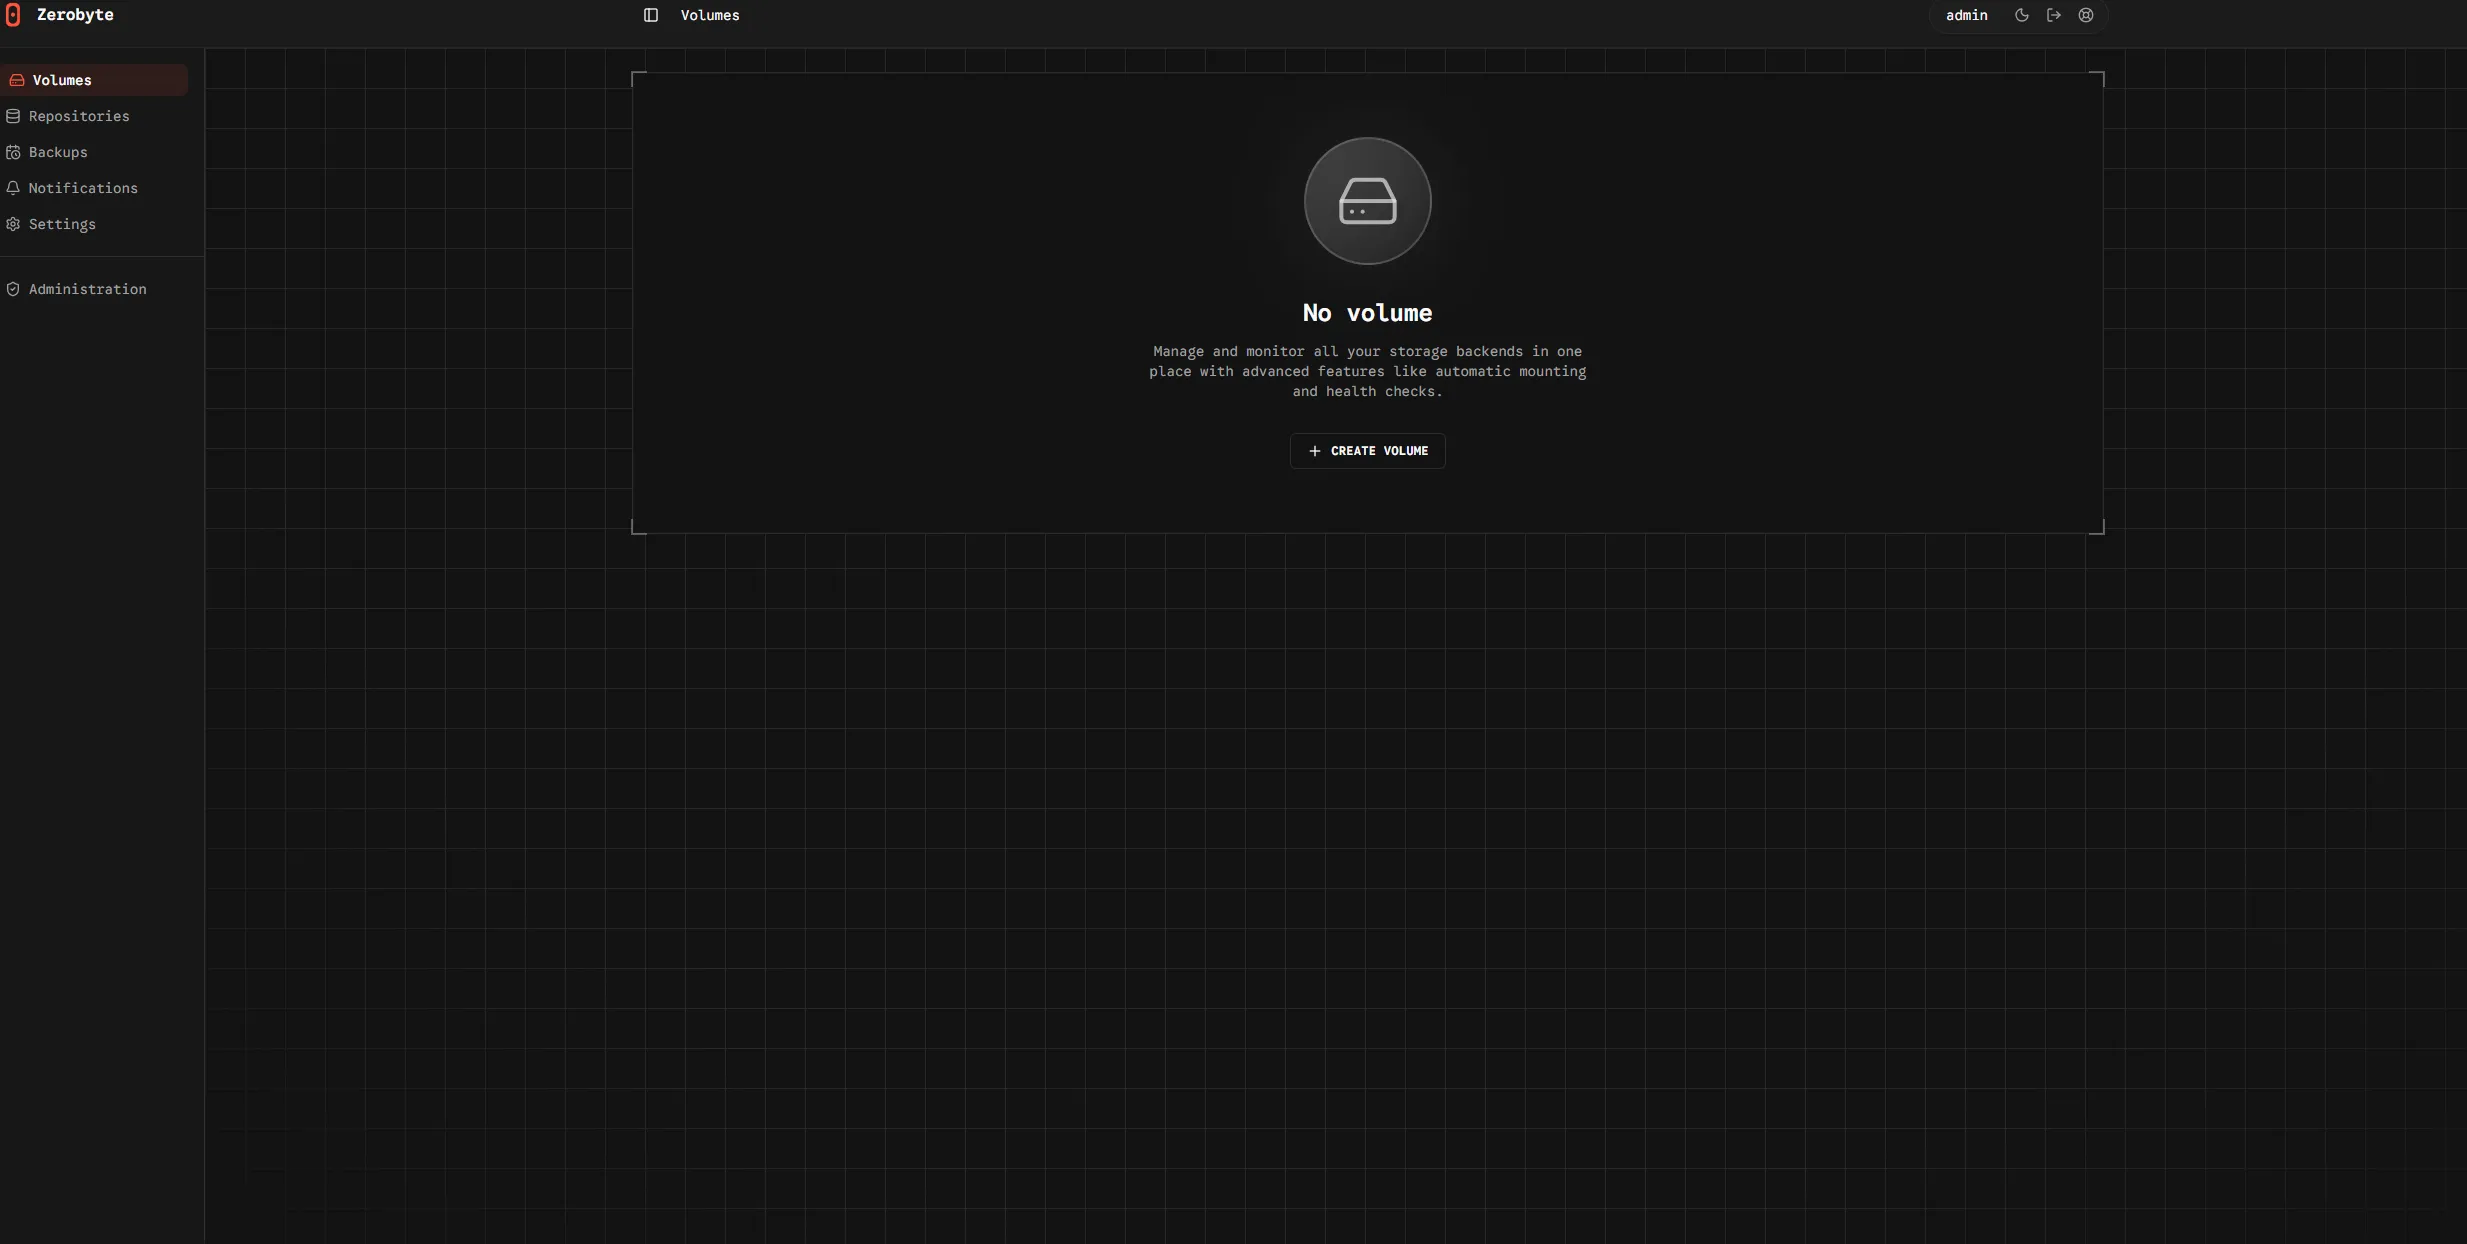 Zerobyte
Volumes
admin
Volumes
Repositories
Backups
Notifications
Settings
Administration
No volume
Manage and monitor all your storage backends in one
place with advanced features like automatic mounting
and health checks.
CREATE VOLUME